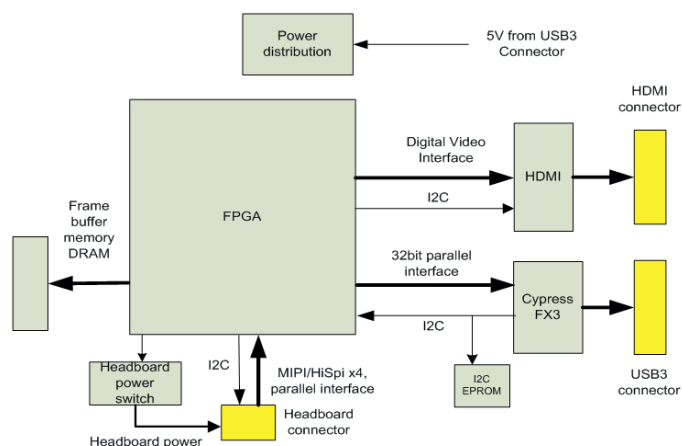 Power
distribution
5V from USB3
Connector
HDMI
connector
Digital Video
Interface
HDMI
I2C
FPGA
Frame
buffer
memory
DRAM
32bit parallel
interface
Cypress
FX3
I2C
USB3
connector
I2C
EPROM
Headboard
power
switch
I2C
MIPI/HiSpi x4,
parallel interface
Headboard
connector
Headboard power